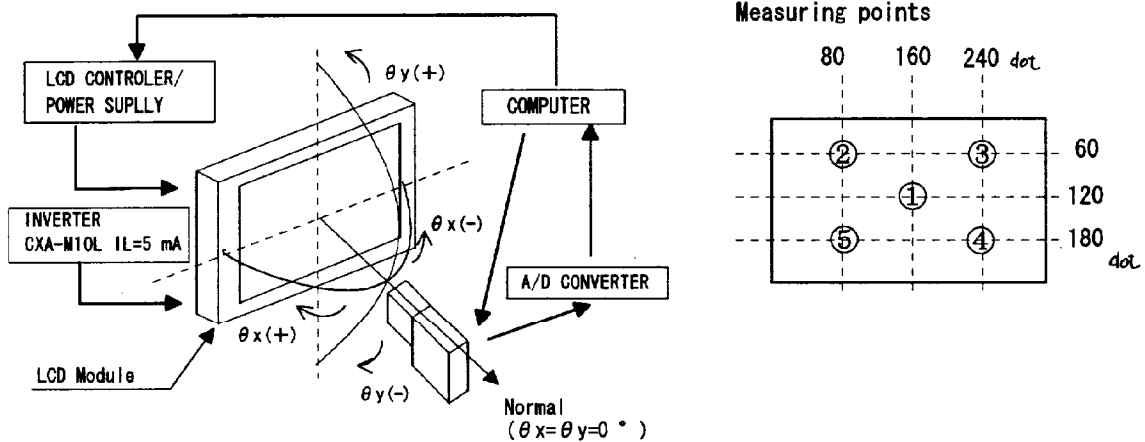 Measuring points
80 160 240 dot
LCD CONTROLER/
POWER SUPLLY
θy(+)
COMPUTER
② ③ 60
① 120
⑤ ④ 180
dot
INVERTER
CXA-M10L IL=5 mA
θx(-)
A/D CONVERTER
θx(+)
LCD Module
θy(-)
Normal
(θx=θy=0 °)